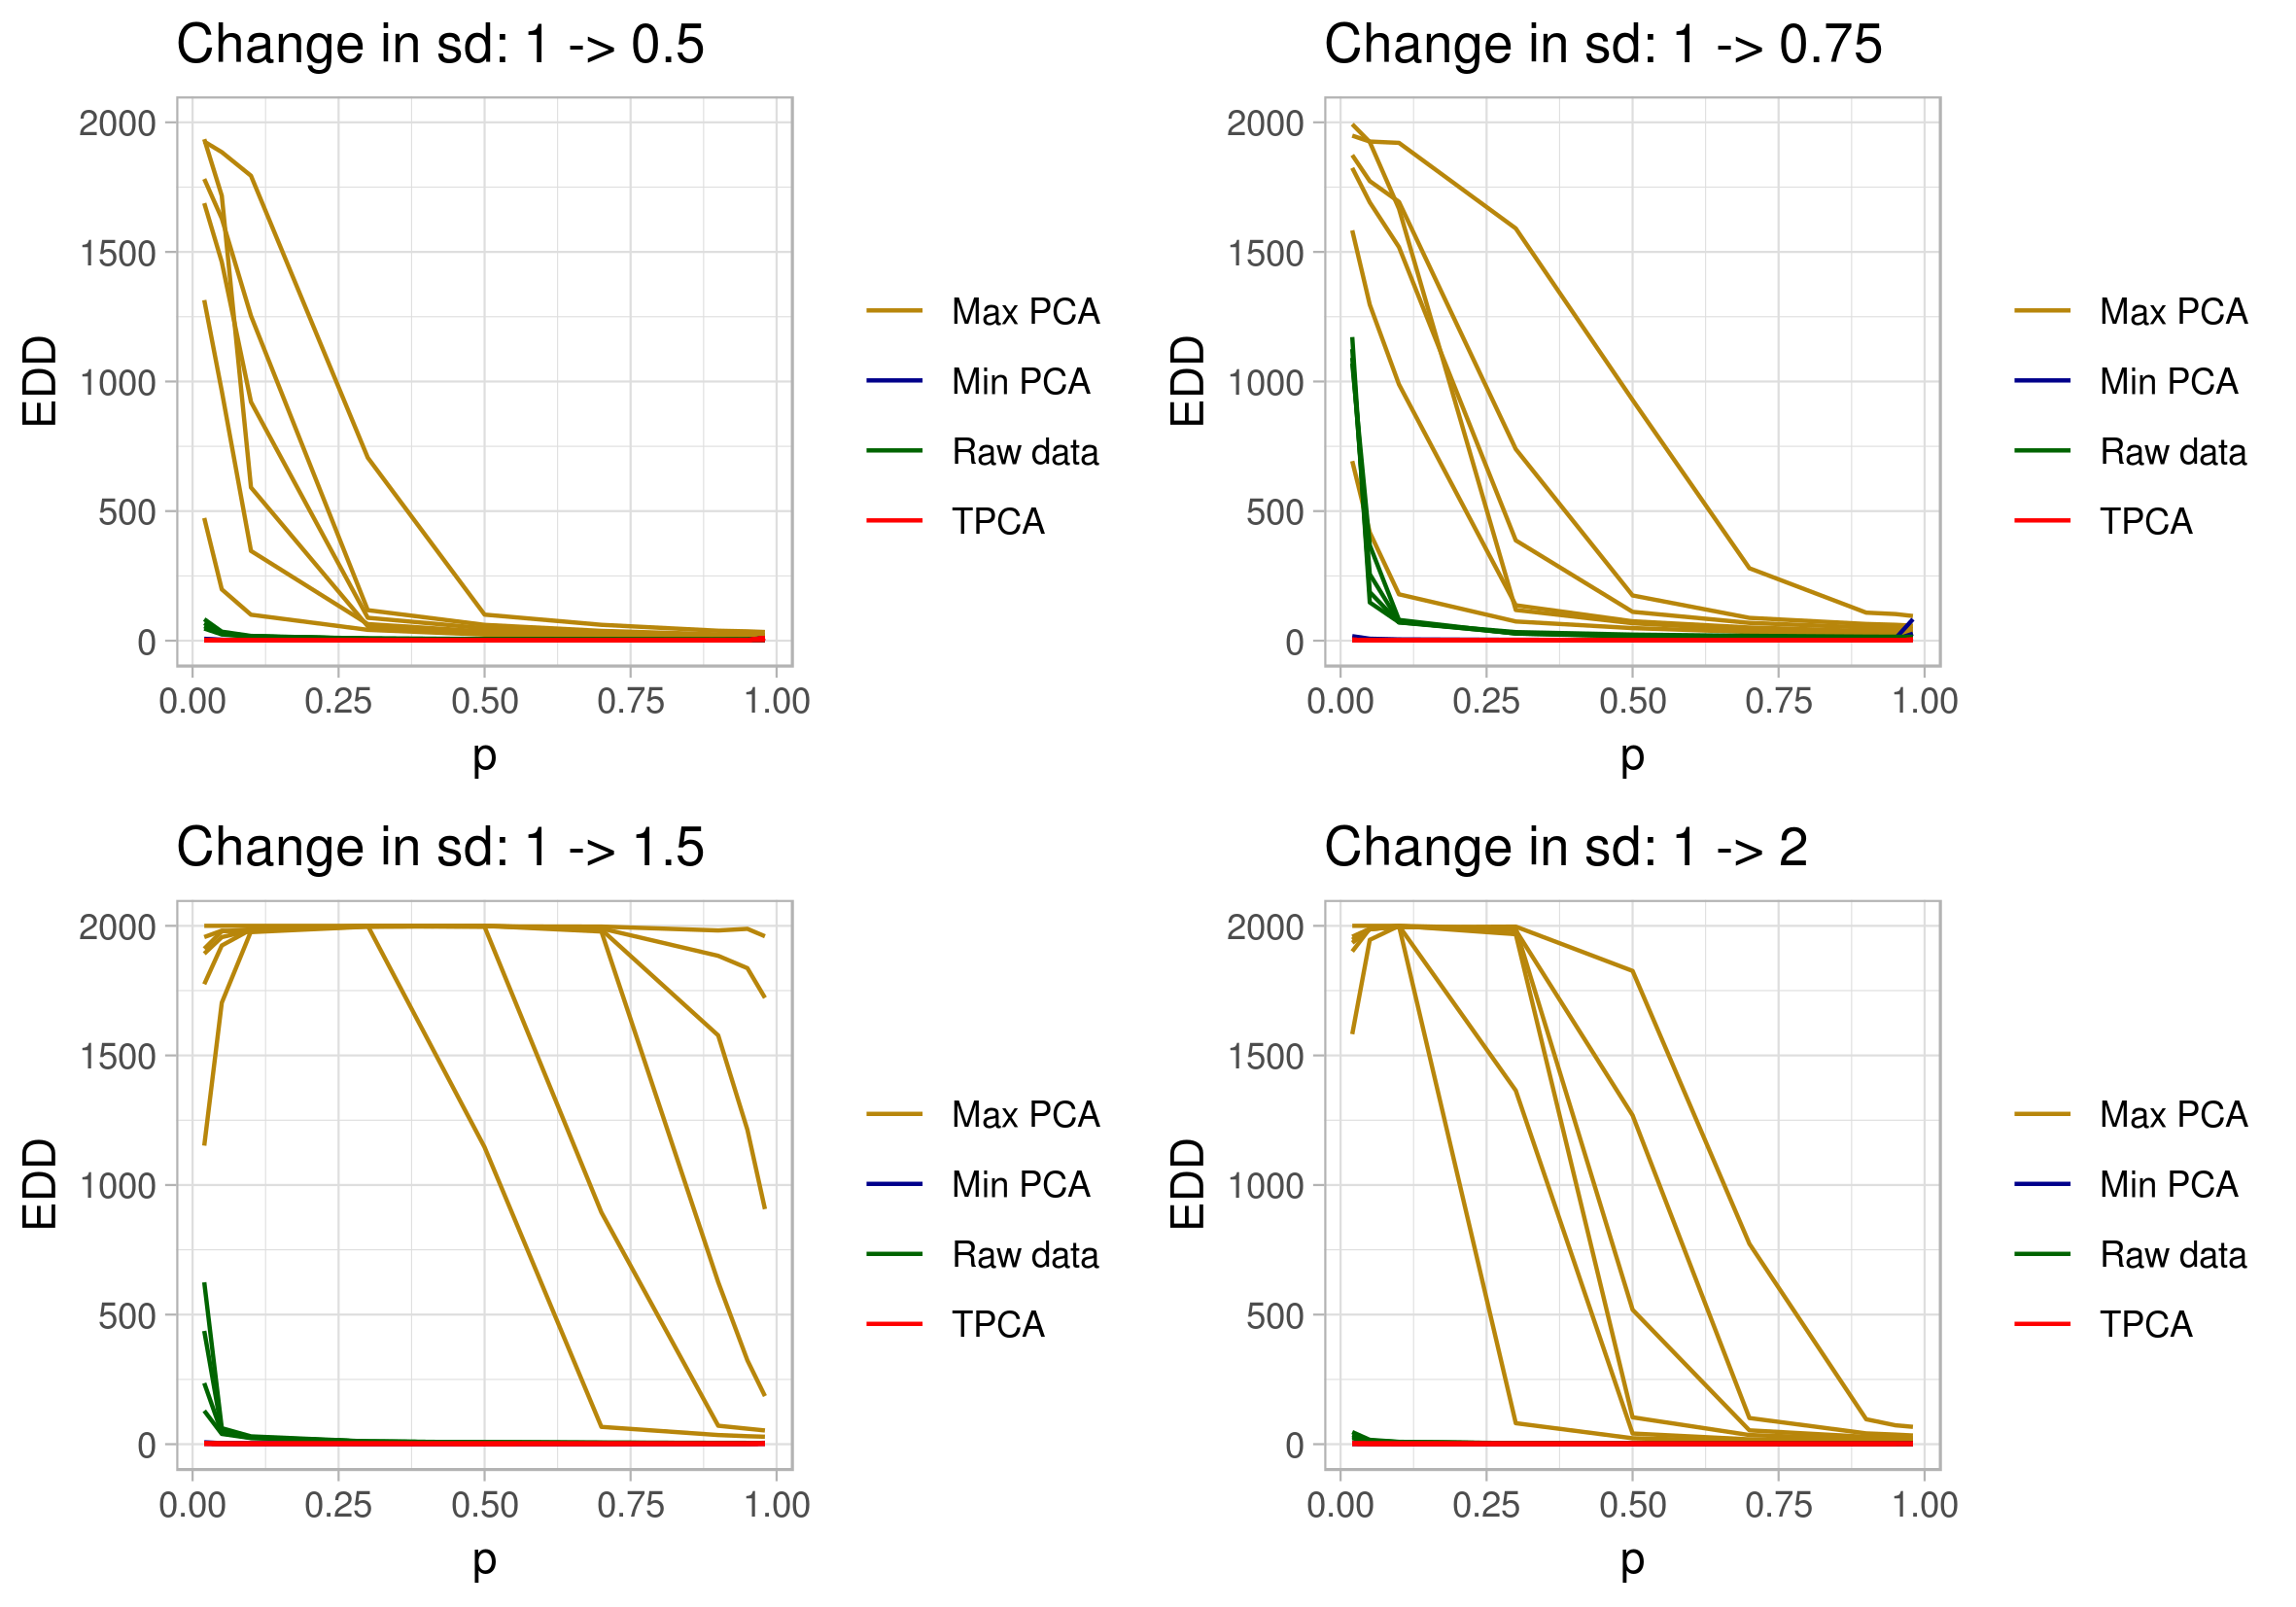 Change in sd: 1 -> 0.5
EDD
2000
1500
1000
500
0
0.00 0.25 0.50 0.75 1.00
p
Max PCA
Min PCA
Raw data
TPCA
Change in sd: 1 -> 0.75
EDD
2000
1500
1000
500
0
0.00 0.25 0.50 0.75 1.00
p
Max PCA
Min PCA
Raw data
TPCA
Change in sd: 1 -> 1.5
EDD
2000
1500
1000
500
0
0.00 0.25 0.50 0.75 1.00
p
Max PCA
Min PCA
Raw data
TPCA
Change in sd: 1 -> 2
EDD
2000
1500
1000
500
0
0.00 0.25 0.50 0.75 1.00
p
Max PCA
Min PCA
Raw data
TPCA